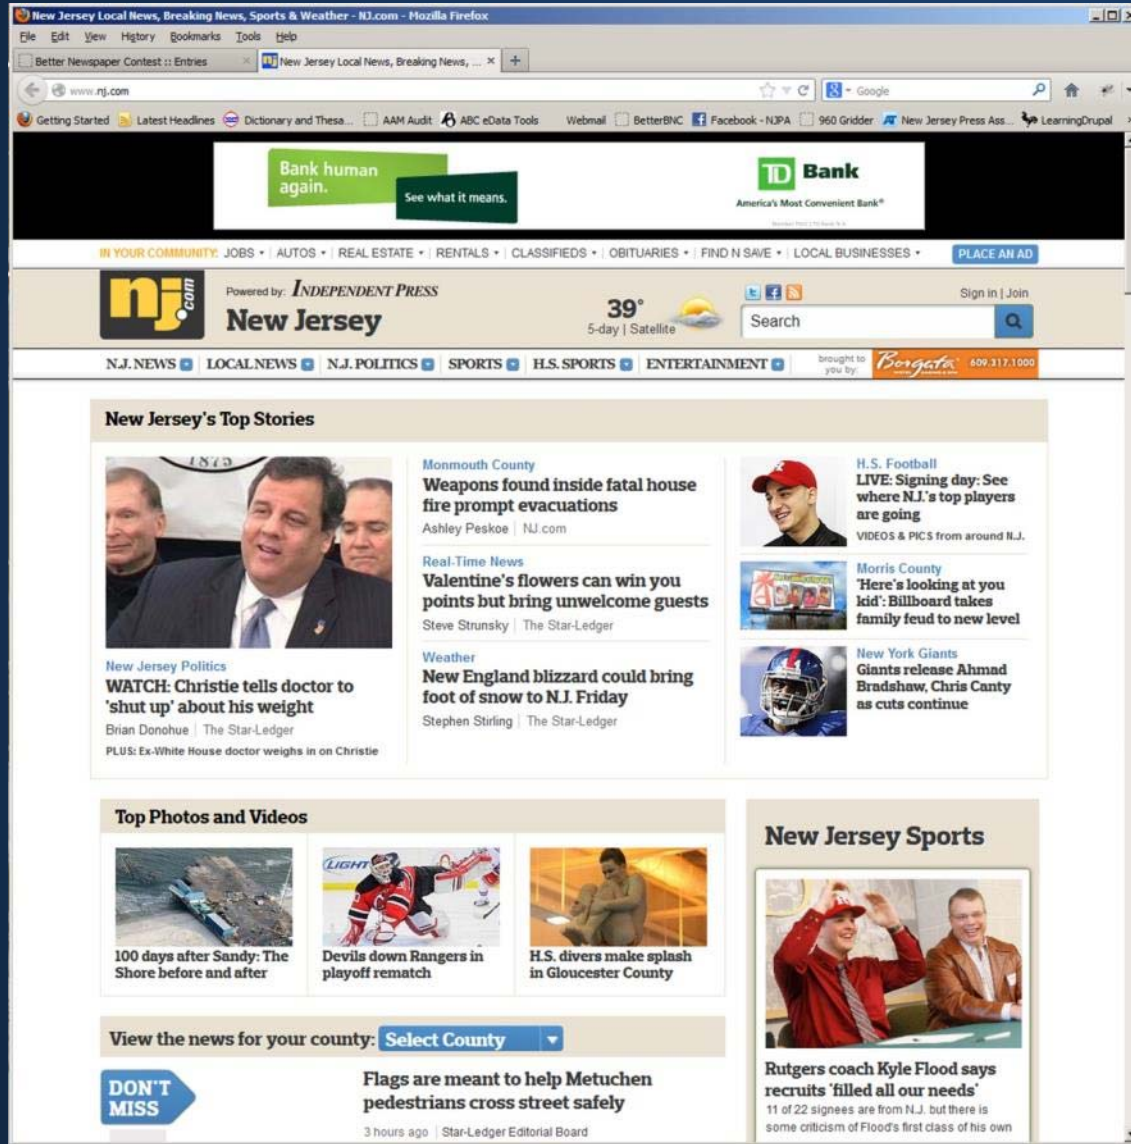 New Jersey Local News, Breaking News, Sports & Weather - NJ.com - Mozilla Firefox
File Edit View History Bookmarks Tools Help
Better Newspaper Contest :: Entries × New Jersey Local News, Breaking News, ... × +
www.nj.com Google
Getting Started Latest Headlines Dictionary and Thesa... AAM Audit ABC eData Tools Webmail BetterBNC Facebook - NJPA 960 Gridder New Jersey Press Ass... LearningDrupal
Bank human
again.
See what it means.
TD Bank
America's Most Convenient Bank®
IN YOUR COMMUNITY: JOBS AUTOS REAL ESTATE RENTALS CLASSIFIEDS OBITUARIES FIND N SAVE LOCAL BUSINESSES PLACE AN AD
nj.com
Powered by: INDEPENDENT PRESS
New Jersey
39°
5-day | Satellite
Sign in | Join
Search
N.J. NEWS LOCAL NEWS N.J. POLITICS SPORTS H.S. SPORTS ENTERTAINMENT
brought to
you by:
Borgata 609.317.1000
New Jersey's Top Stories
1875
New Jersey Politics
WATCH: Christie tells doctor to
'shut up' about his weight
Brian Donohue | The Star-Ledger
PLUS: Ex-White House doctor weighs in on Christie
Monmouth County
Weapons found inside fatal house
fire prompt evacuations
Ashley Peskoe | NJ.com
Real-Time News
Valentine's flowers can win you
points but bring unwelcome guests
Steve Strunsky | The Star-Ledger
Weather
New England blizzard could bring
foot of snow to N.J. Friday
Stephen Stirling | The Star-Ledger
H.S. Football
LIVE: Signing day: See
where N.J.'s top players
are going
VIDEOS & PICS from around N.J.
Morris County
'Here's looking at you
kid': Billboard takes
family feud to new level
New York Giants
Giants release Ahmad
Bradshaw, Chris Canty
as cuts continue
Top Photos and Videos
LIGHT
100 days after Sandy: The
Shore before and after
Devils down Rangers in
playoff rematch
H.S. divers make splash
in Gloucester County
View the news for your county: Select County
DON'T
MISS
Flags are meant to help Metuchen
pedestrians cross street safely
3 hours ago | Star-Ledger Editorial Board
New Jersey Sports
Rutgers coach Kyle Flood says
recruits 'filled all our needs'
11 of 22 signees are from N.J. but there is
some criticism of Flood's first class of his own